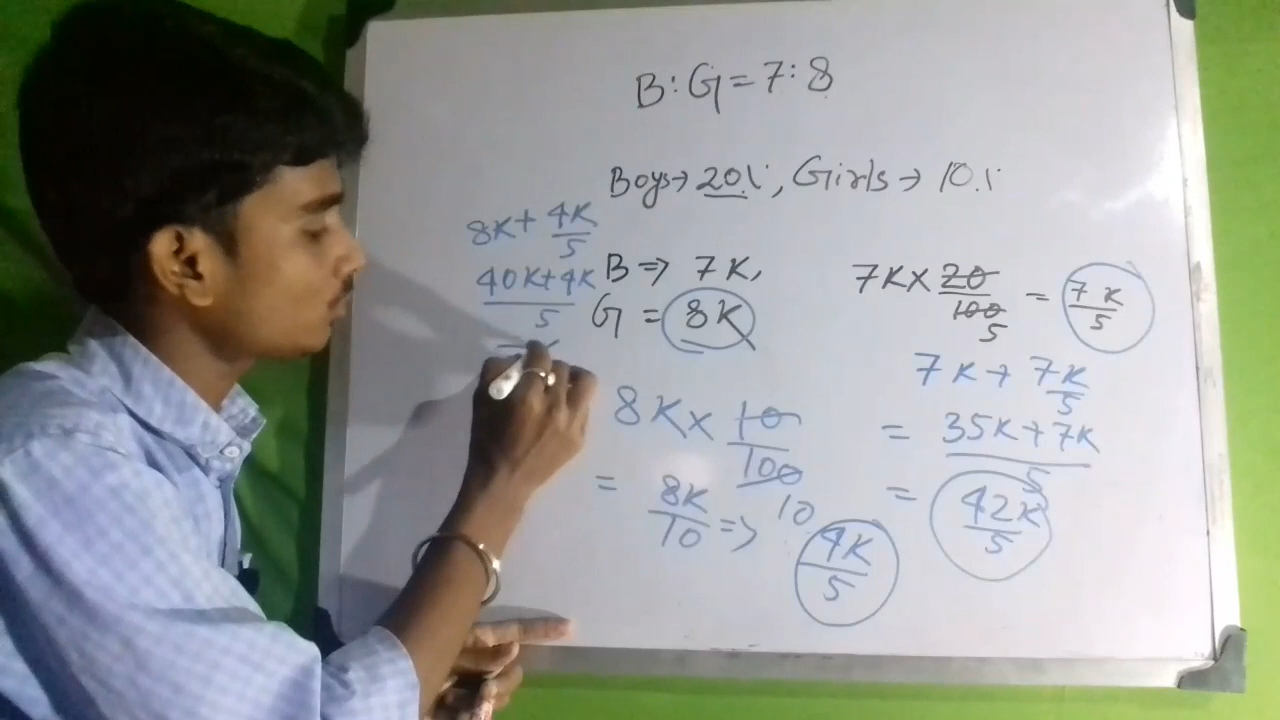 B:G=7:8
Boys→20%, Girls→10%
8K+4K/5
40K+4K/5
B⇒ 7K,
G = 8K
7K×20/100 = 7K/5
5
7K+7K/5
= 35K+7K/5
= 42K/5
8K×10/100
10
= 8K/10 ⇒ 4K/5